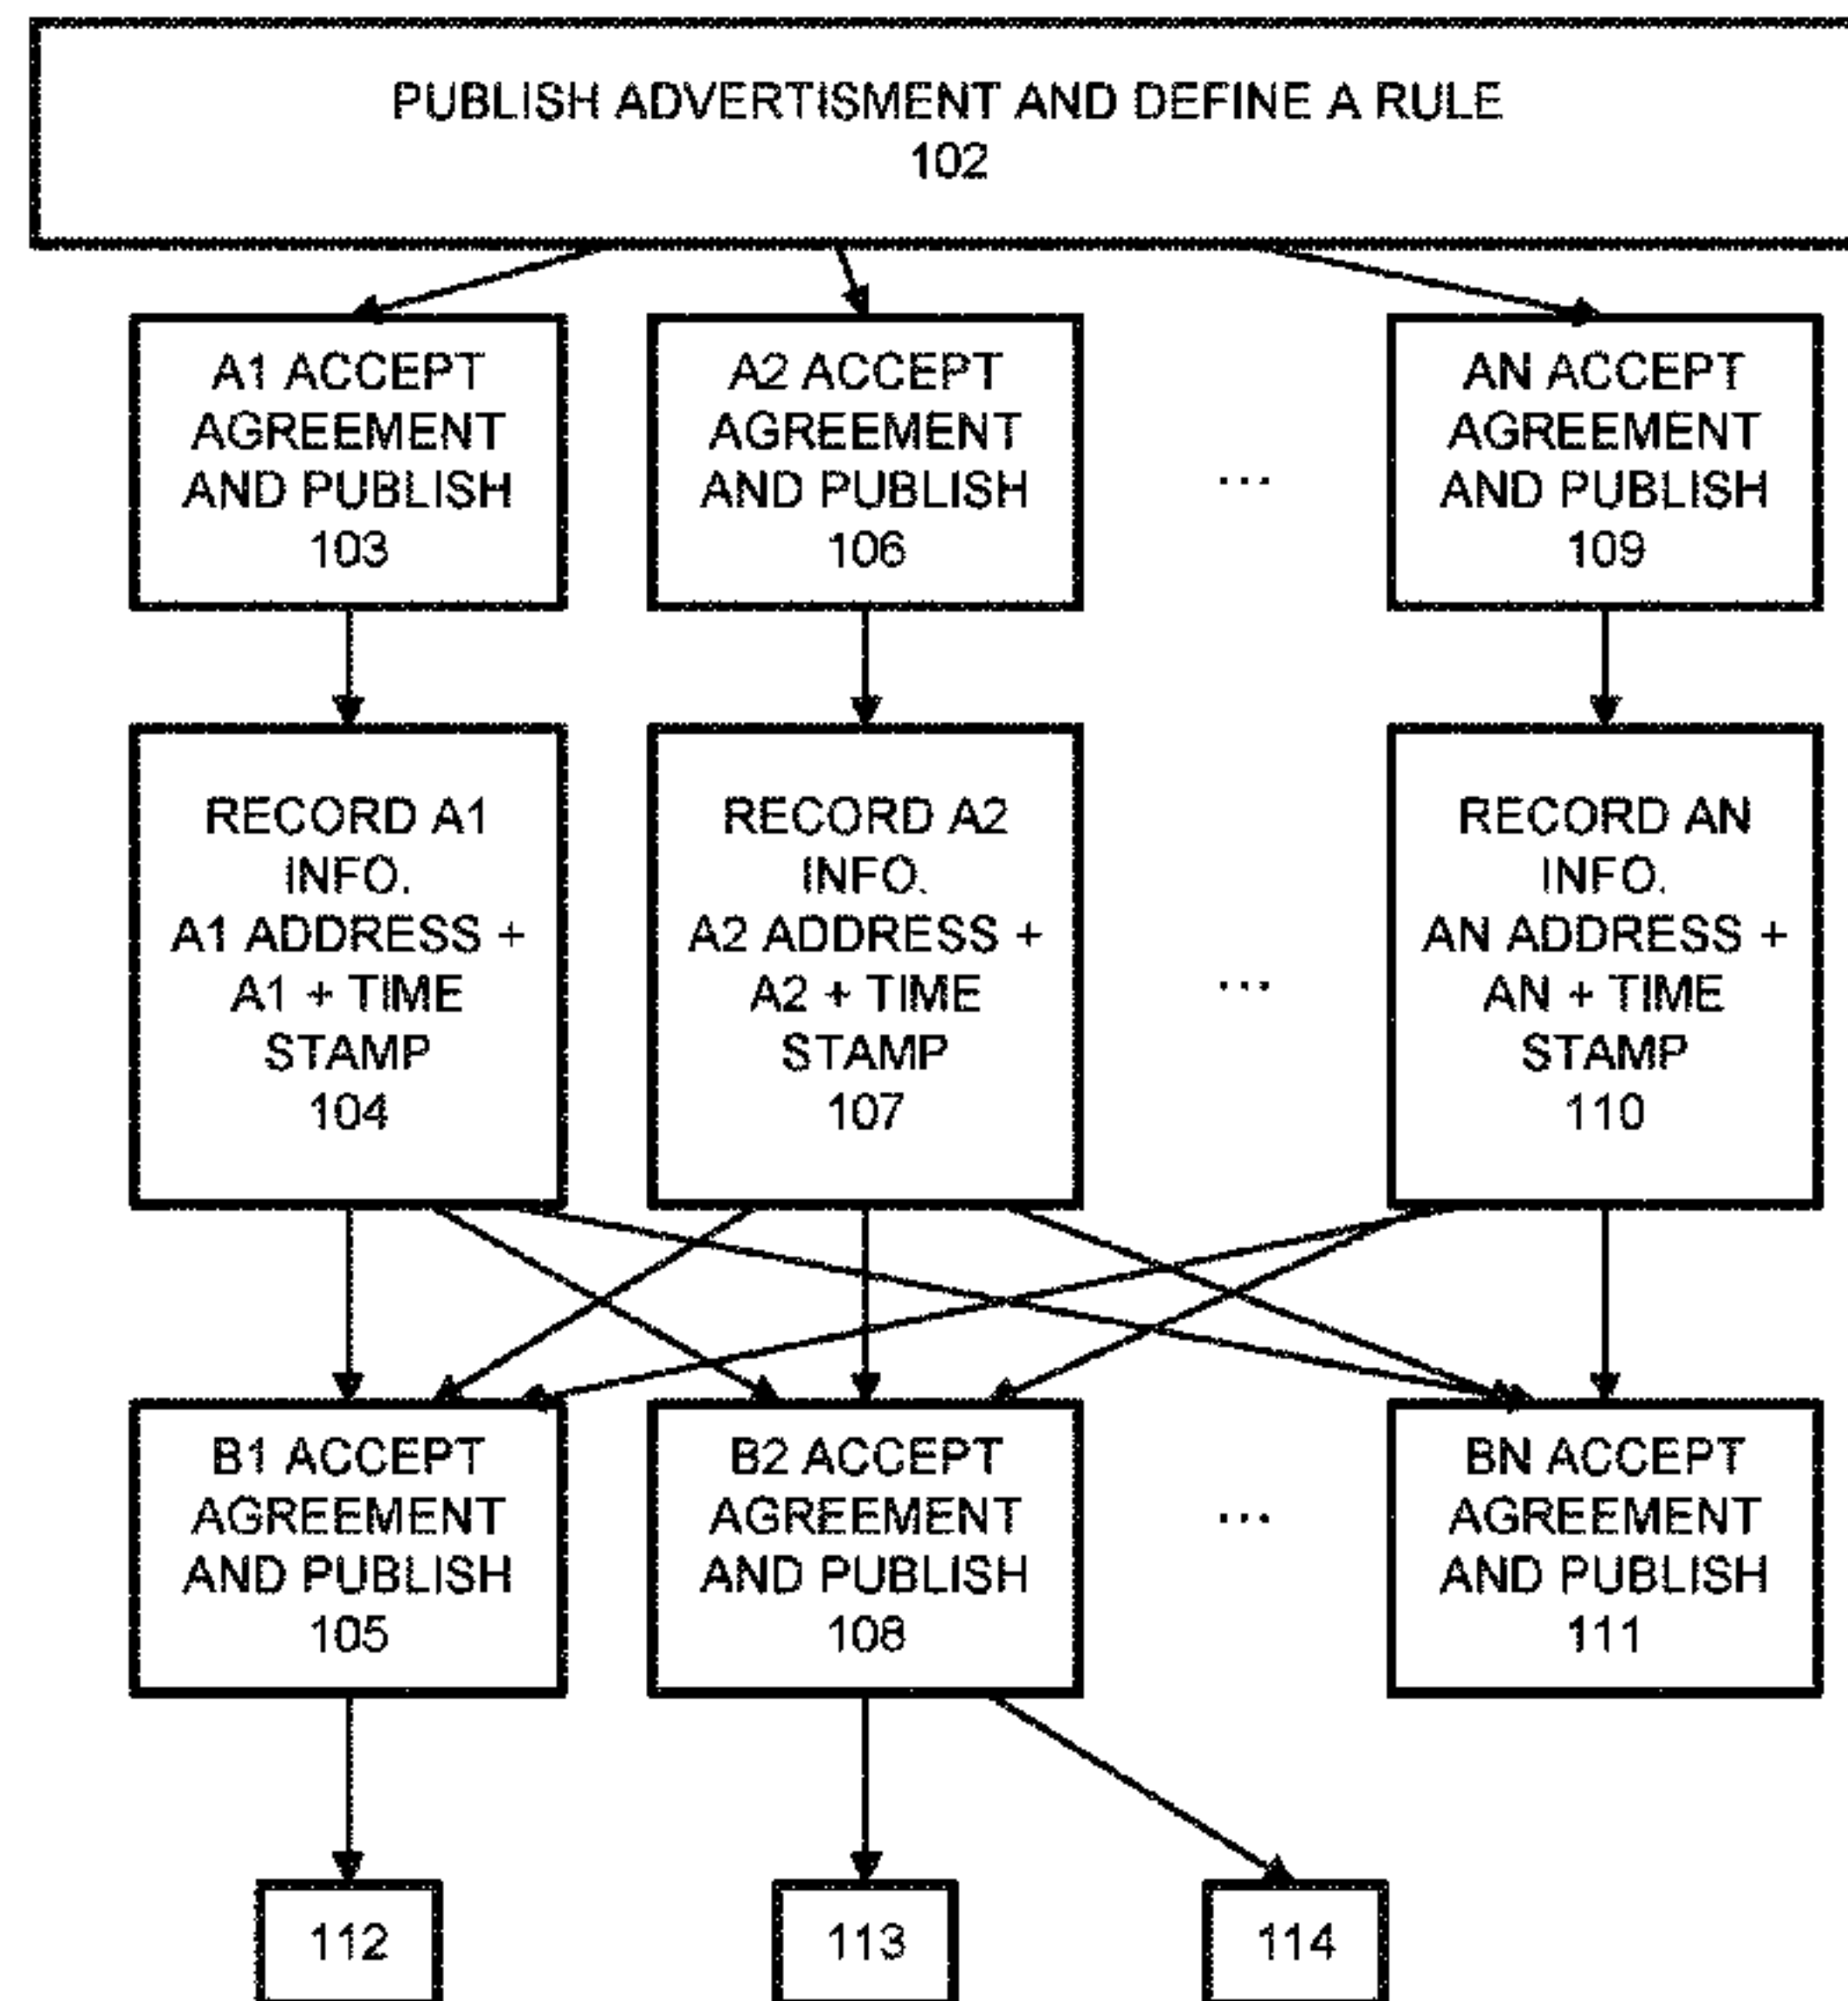 PUBLISH ADVERTISMENT AND DEFINE A RULE
102
A1 ACCEPT
AGREEMENT
AND PUBLISH
103
A2 ACCEPT
AGREEMENT
AND PUBLISH
106
...
AN ACCEPT
AGREEMENT
AND PUBLISH
109
RECORD A1
INFO.
A1 ADDRESS +
A1 + TIME
STAMP
104
RECORD A2
INFO.
A2 ADDRESS +
A2 + TIME
STAMP
107
...
RECORD AN
INFO.
AN ADDRESS +
AN + TIME
STAMP
110
B1 ACCEPT
AGREEMENT
AND PUBLISH
105
B2 ACCEPT
AGREEMENT
AND PUBLISH
108
...
BN ACCEPT
AGREEMENT
AND PUBLISH
111
112
113
114